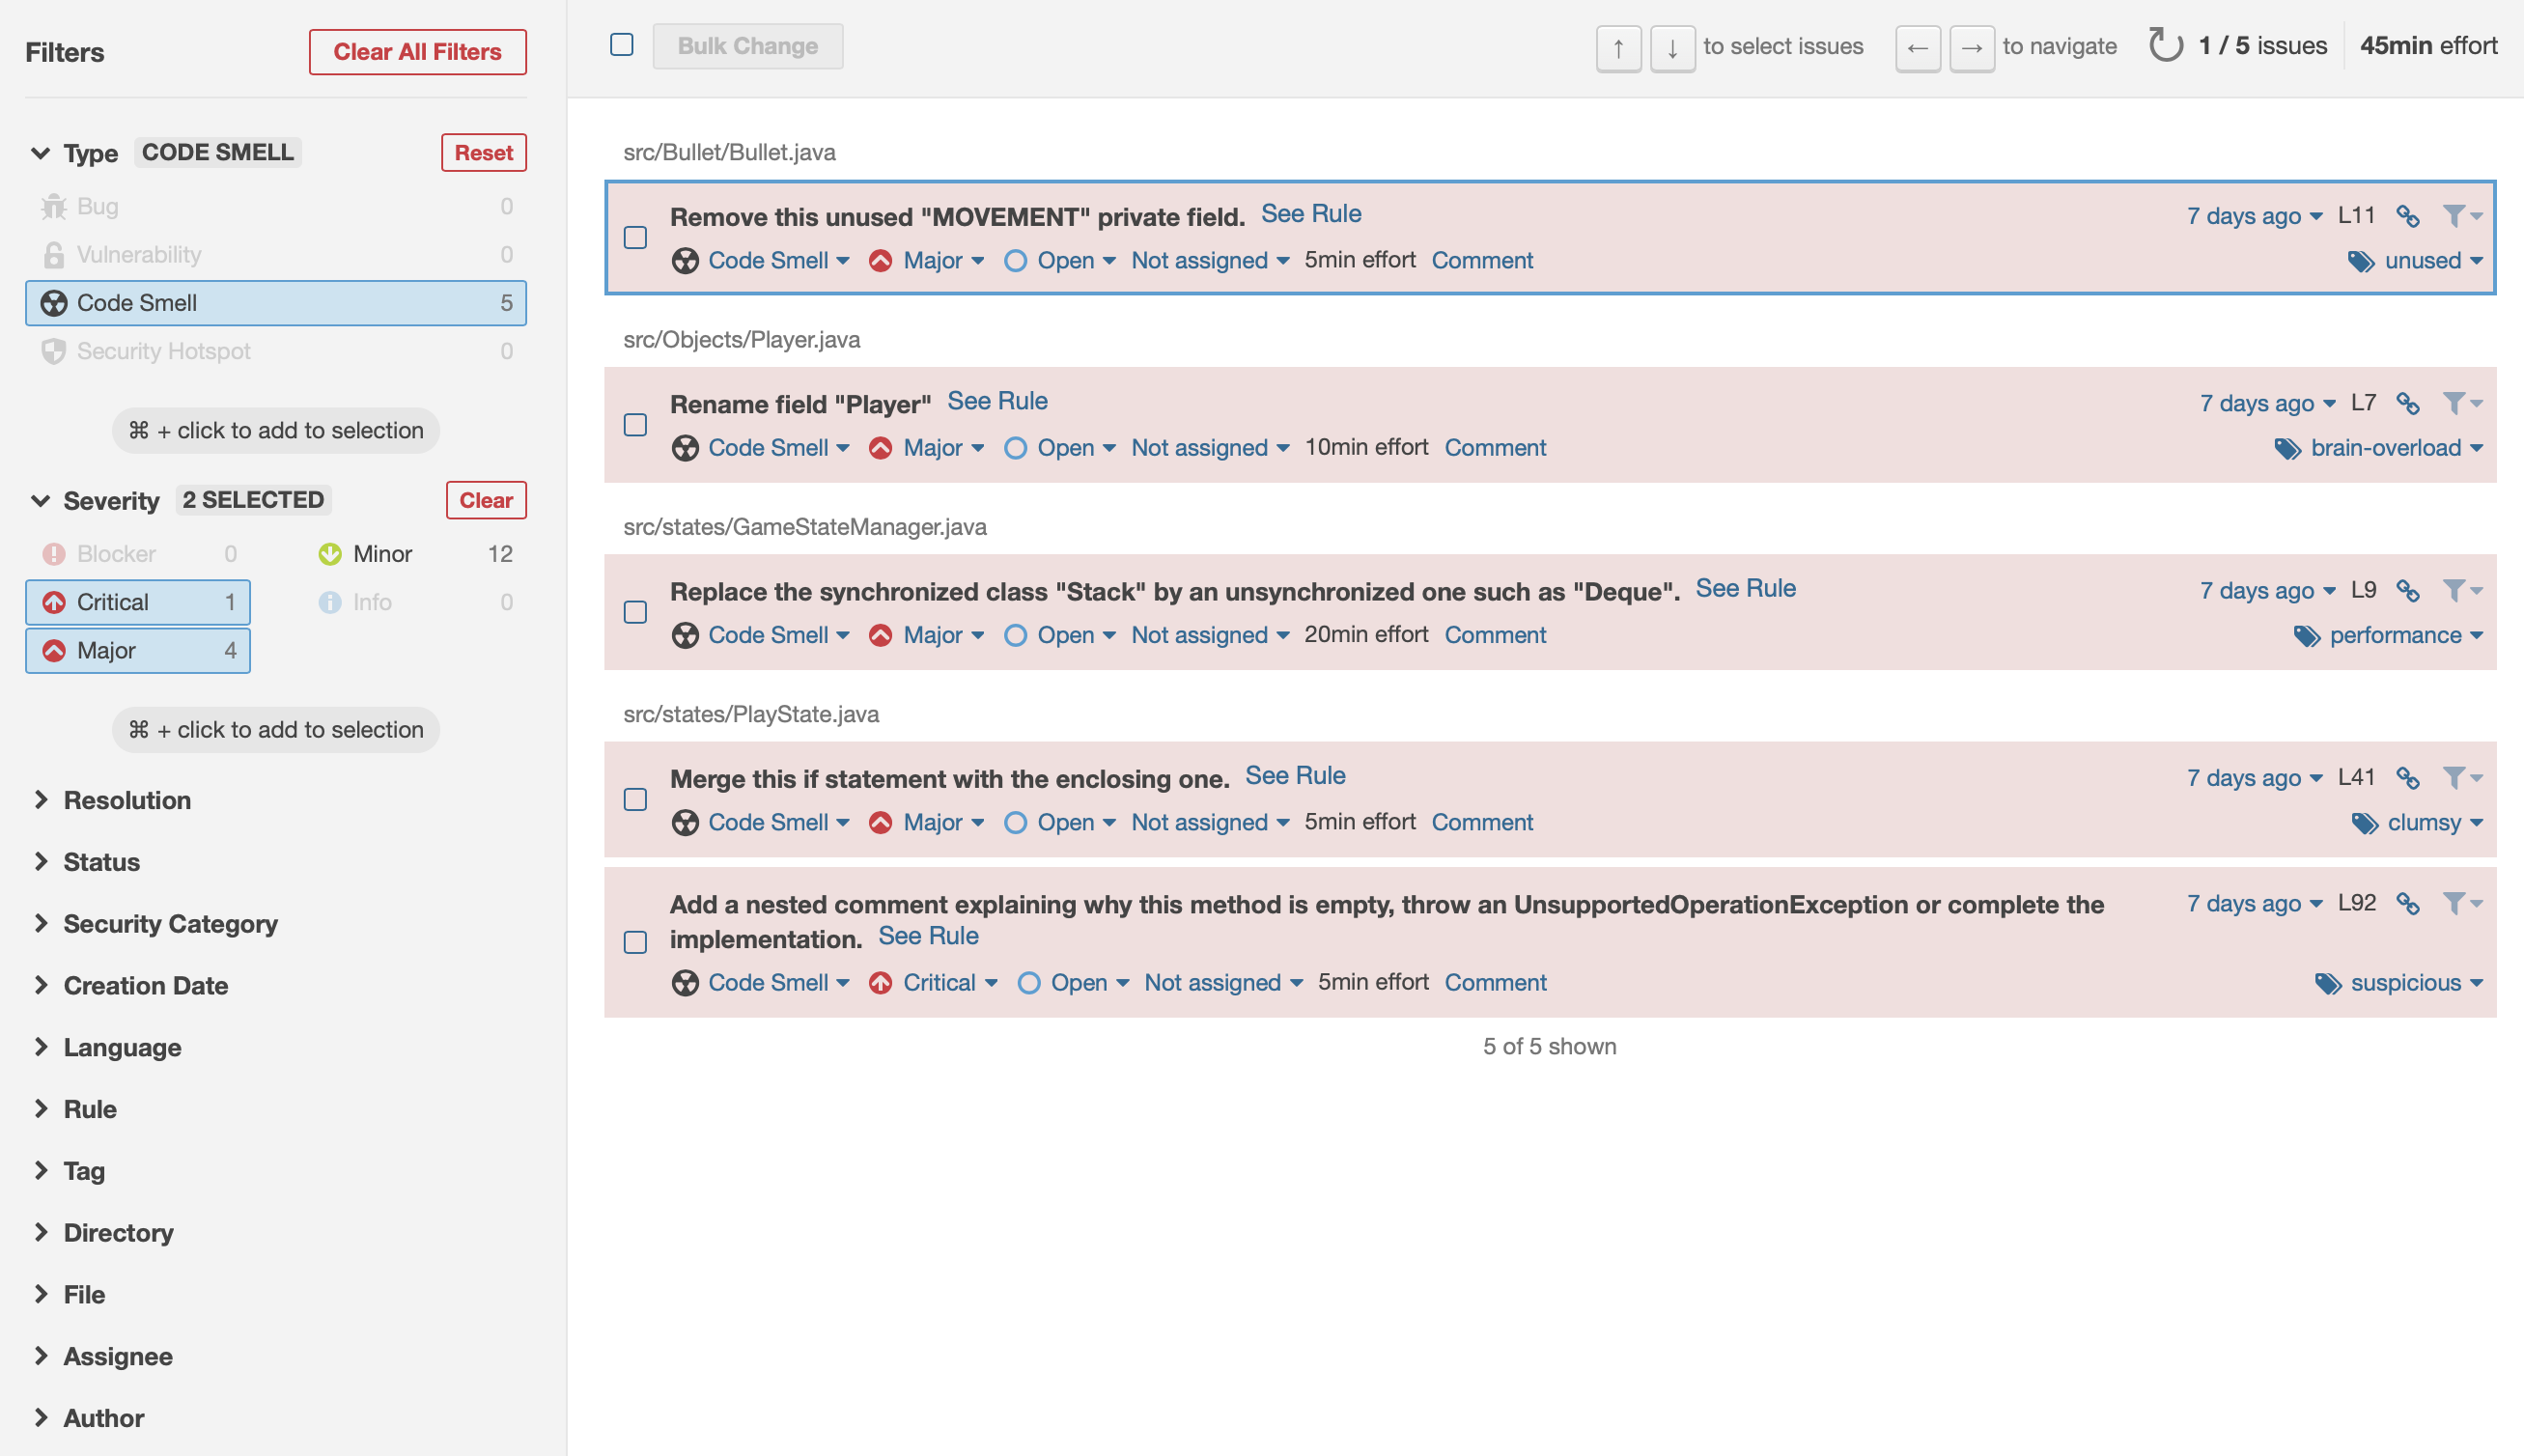 Filters
Clear All Filters
Type CODE SMELL Reset
Bug 0
Vulnerability 0
Code Smell 5
Security Hotspot 0
⌘ + click to add to selection
Severity 2 SELECTED Clear
Blocker 0 Minor 12
Critical 1 Info 0
Major 4
⌘ + click to add to selection
Resolution
Status
Security Category
Creation Date
Language
Rule
Tag
Directory
File
Assignee
Author
Bulk Change ↑ ↓ to select issues ← → to navigate 1 / 5 issues 45min effort
src/Bullet/Bullet.java
Remove this unused "MOVEMENT" private field. See Rule 7 days ago L11
Code Smell Major Open Not assigned 5min effort Comment unused
src/Objects/Player.java
Rename field "Player" See Rule 7 days ago L7
Code Smell Major Open Not assigned 10min effort Comment brain-overload
src/states/GameStateManager.java
Replace the synchronized class "Stack" by an unsynchronized one such as "Deque". See Rule 7 days ago L9
Code Smell Major Open Not assigned 20min effort Comment performance
src/states/PlayState.java
Merge this if statement with the enclosing one. See Rule 7 days ago L41
Code Smell Major Open Not assigned 5min effort Comment clumsy
Add a nested comment explaining why this method is empty, throw an UnsupportedOperationException or complete the 7 days ago L92
implementation. See Rule
Code Smell Critical Open Not assigned 5min effort Comment suspicious
5 of 5 shown